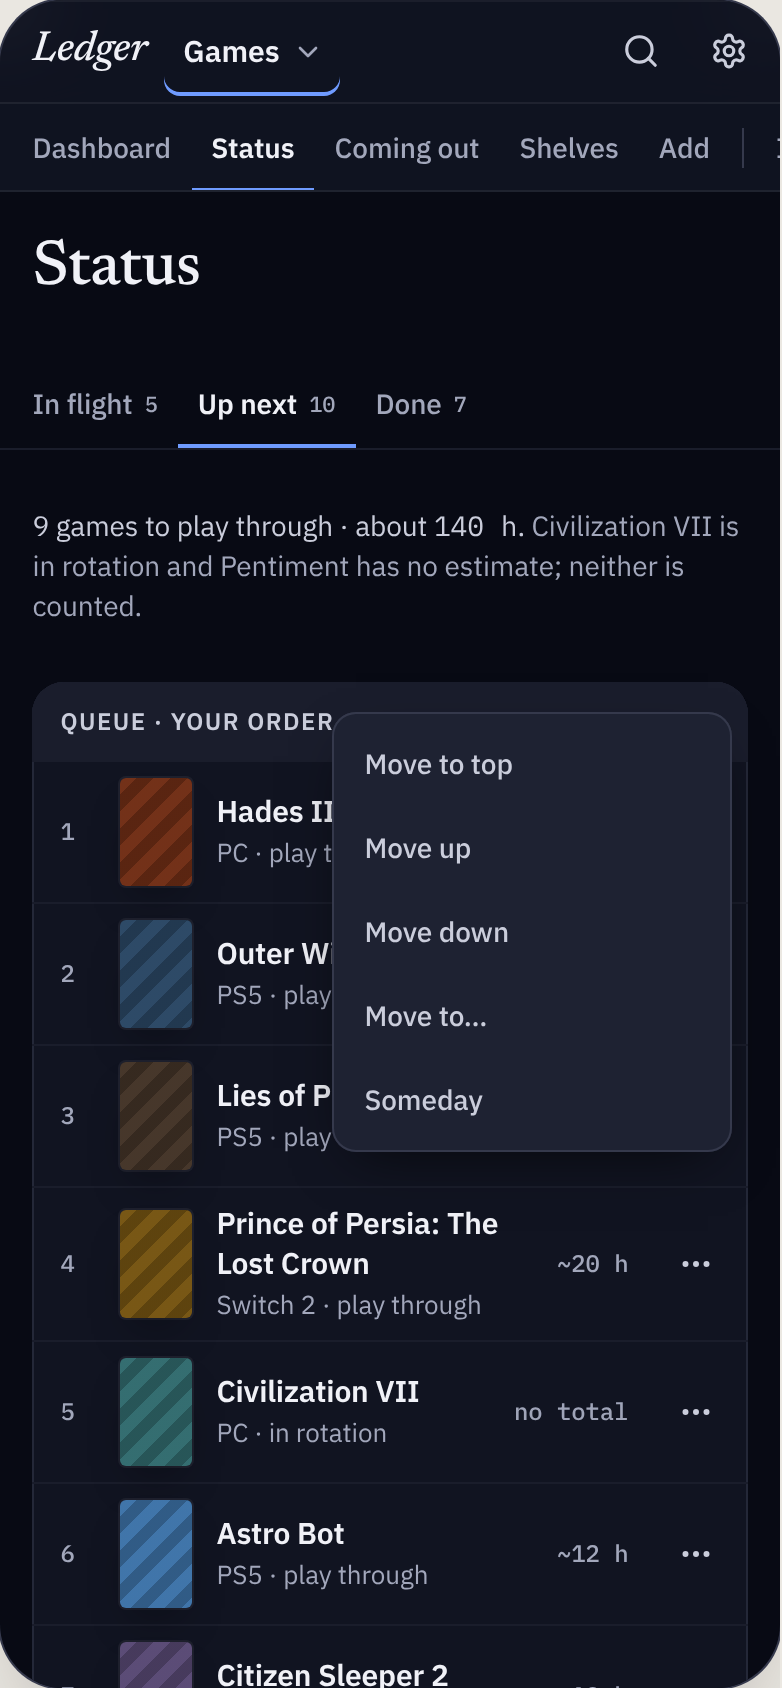 Ledger Games
Dashboard Status Coming out Shelves Add
Status
In flight 5 Up next 10 Done 7
9 games to play through · about 140 h. Civilization VII is
in rotation and Pentiment has no estimate; neither is
counted.
QUEUE · YOUR ORDER
Move to top
Move up
Move down
Move to...
Someday
1 Hades II
PC · play t
2 Outer Wi
PS5 · play
3 Lies of P
PS5 · play
Prince of Persia: The
4 Lost Crown ~20 h
Switch 2 · play through
5 Civilization VII no total
PC · in rotation
6 Astro Bot ~12 h
PS5 · play through
Citizen Sleeper 2